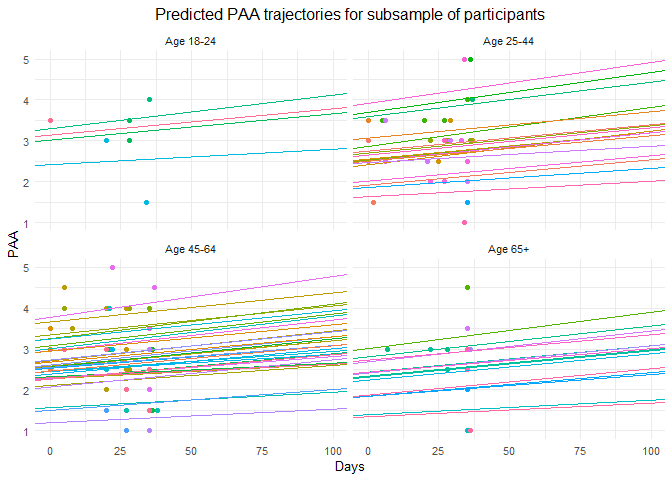 Predicted PAA trajectories for subsample of participants
Age 18-24
Age 25-44
5
4
3
2
1
Age 45-64
Age 65+
5
4
3
2
1
PAA
0
25
50
75
100
0
25
50
75
100
Days